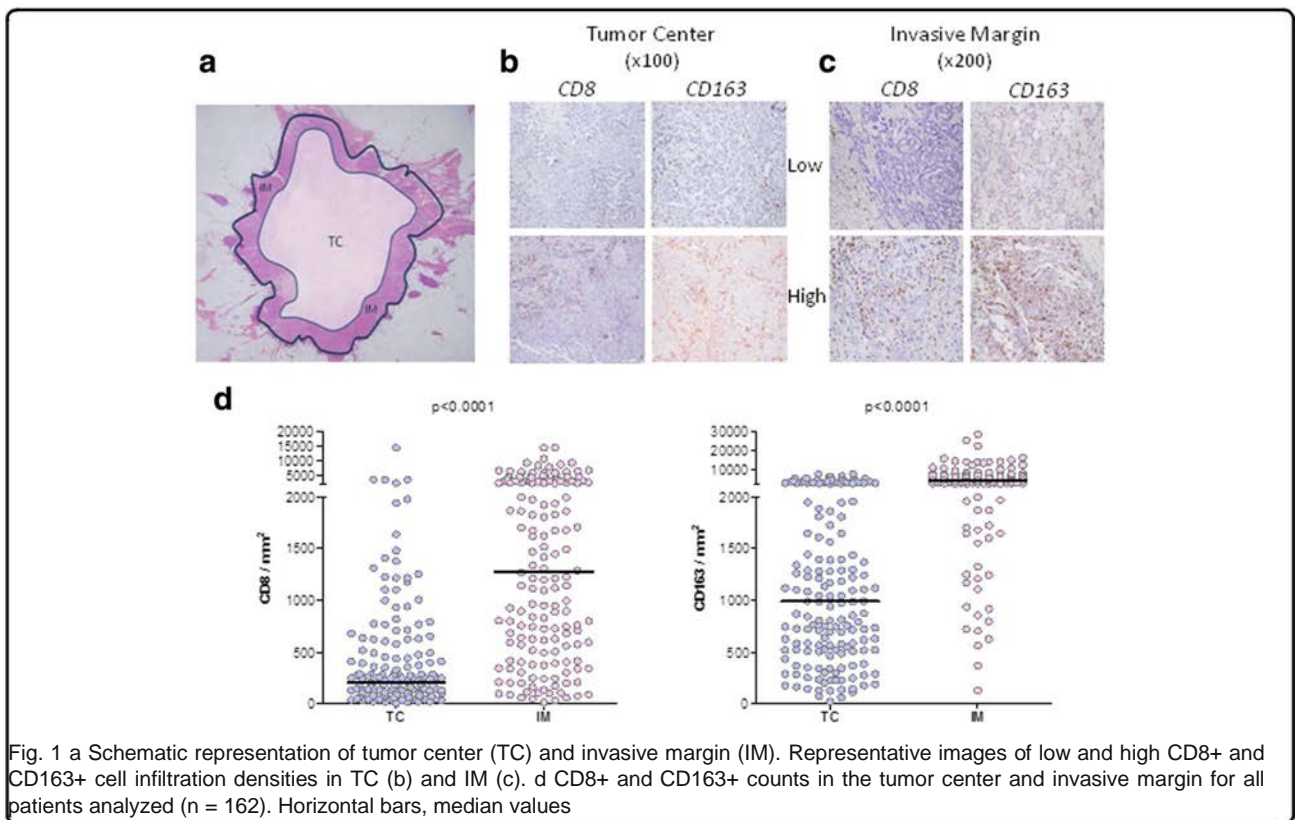 Tumor Center
(x100)
Invasive Margin
(x200)
a
b
c
CD8
CD163
CD8
CD163
IM
TC
IM
Low
High
d
p<0.0001
CD8 / mm²
20000
15000
10000
5000
2000
1500
1000
500
0
TC
IM
p<0.0001
CD163 / mm²
30000
20000
10000
2000
1500
1000
500
0
TC
IM
Fig. 1 a Schematic representation of tumor center (TC) and invasive margin (IM). Representative images of low and high CD8+ and
CD163+ cell infiltration densities in TC (b) and IM (c). d CD8+ and CD163+ counts in the tumor center and invasive margin for all
patients analyzed (n = 162). Horizontal bars, median values